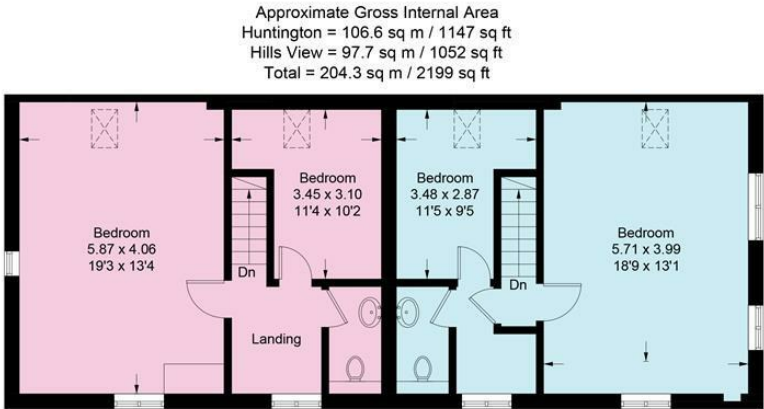 Approximate Gross Internal Area
Huntington = 106.6 sq m / 1147 sq ft
Hills View = 97.7 sq m / 1052 sq ft
Total = 204.3 sq m / 2199 sq ft
Bedroom
5.87 x 4.06
19'3 x 13'4
Bedroom
3.45 x 3.10
11'4 x 10'2
Dn
Landing
Bedroom
3.48 x 2.87
11'5 x 9'5
Dn
Bedroom
5.71 x 3.99
18'9 x 13'1